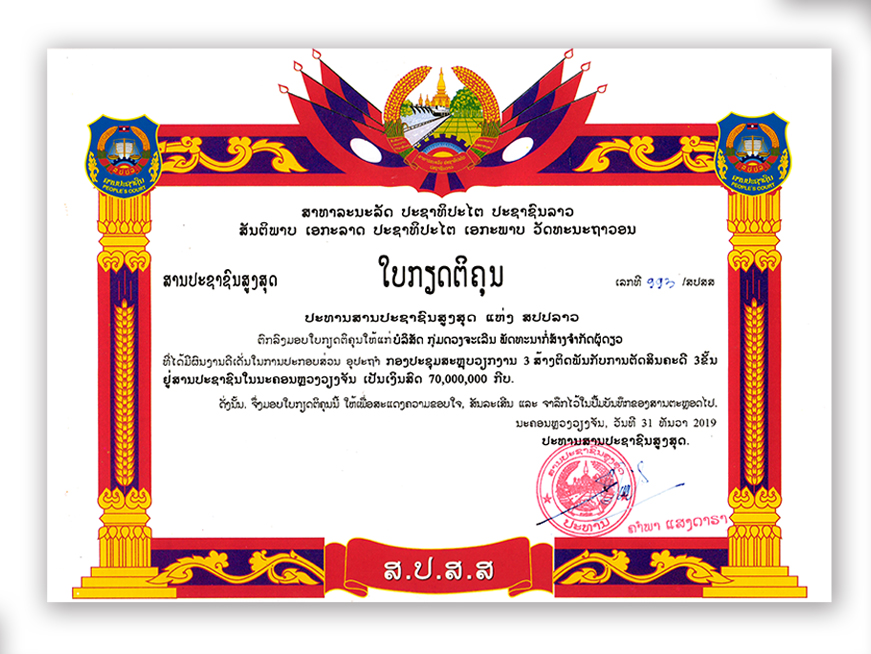 ສານປະຊາຊົນ
PEOPLE'S COURT
ສານປະຊາຊົນ
PEOPLE'S COURT
ສາທາລະນະລັດ ປະຊາທິປະໄຕ ປະຊາຊົນລາວ
ສັນຕິພາບ ເອກະລາດ ປະຊາທິປະໄຕ ເອກະພາບ ວັດທະນະຖາວອນ
ສານປະຊາຊົນສູງສຸດ
ໃບກຽດຕິຄຸນ
ເລກທີ 993 /ສປສສ
ປະທານສານປະຊາຊົນສູງສຸດ ແຫ່ງ ສປປລາວ
ຕົກລົງມອບໃບກຽດຕິຄຸນໃຫ້ແກ່ບໍລິສັດ ກຸ່ມດວງຈະເລີນ ພັດທະນາກໍ່ສ້າງຈຳກັດຜູ້ດຽວ
ທີ່ໄດ້ມີຜົນງານດີເດັ່ນໃນການປະກອບສ່ວນ ອຸປະຖຳ ກອງປະຊຸມສະຫຼຸບວຽກງານ 3 ສ້າງຕິດພັນກັບການຕັດສິນຄະດີ 3ຂັ້ນ
ຢູ່ສານປະຊາຊົນໃນນະຄອນຫຼວງວຽງຈັນ ເປັນເງິນສົດ 70,000,000 ກີບ.
ດັ່ງນັ້ນ, ຈຶ່ງມອບໃບກຽດຕິຄຸນນີ້ ໃຫ້ເພື່ອສະແດງຄວາມຂອບໃຈ, ສັນລະເສີນ ແລະ ຈາລຶກໄວ້ໃນປຶ້ມບັນທຶກຂອງສານຕະຫຼອດໄປ.
ນະຄອນຫຼວງວຽງຈັນ, ວັນທີ 31 ທັນວາ 2019
ປະທານສານປະຊາຊົນສູງສຸດ.
ສານປະຊາຊົນສູງສຸດ
ປະທານ
ຄຳພາ ແສງດາຣາ
ສ.ປ.ສ.ສ